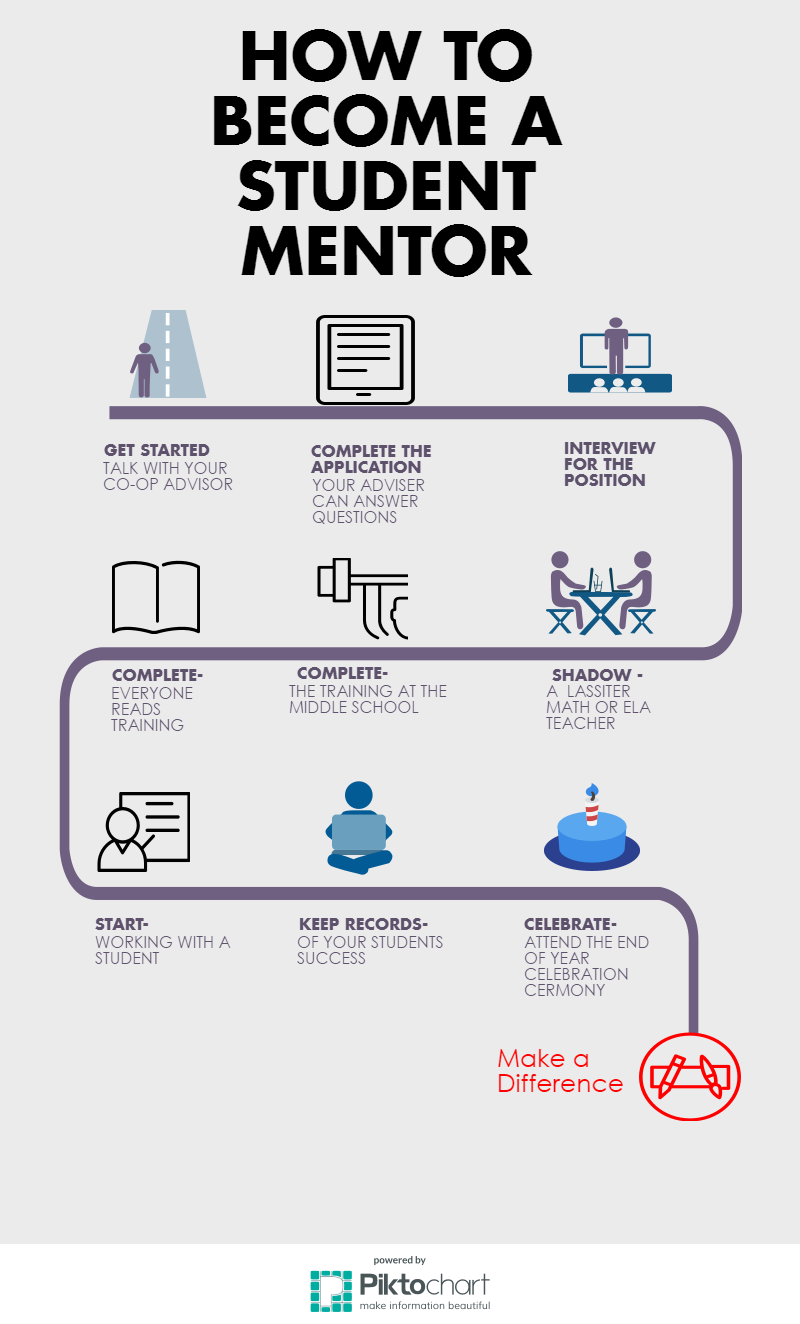 HOW TO
BECOME A
STUDENT
MENTOR
GET STARTED
TALK WITH YOUR
CO-OP ADVISOR
COMPLETE THE
APPLICATION
YOUR ADVISER
CAN ANSWER
QUESTIONS
INTERVIEW
FOR THE
POSITION
COMPLETE-
EVERYONE
READS
TRAINING
COMPLETE-
THE TRAINING AT THE
MIDDLE SCHOOL
SHADOW -
A LASSITER
MATH OR ELA
TEACHER
START-
WORKING WITH A
STUDENT
KEEP RECORDS-
OF YOUR STUDENTS
SUCCESS
CELEBRATE-
ATTEND THE END
OF YEAR
CELEBRATION
CERMONY
Make a
Difference
powered by
Piktochart
make information beautiful